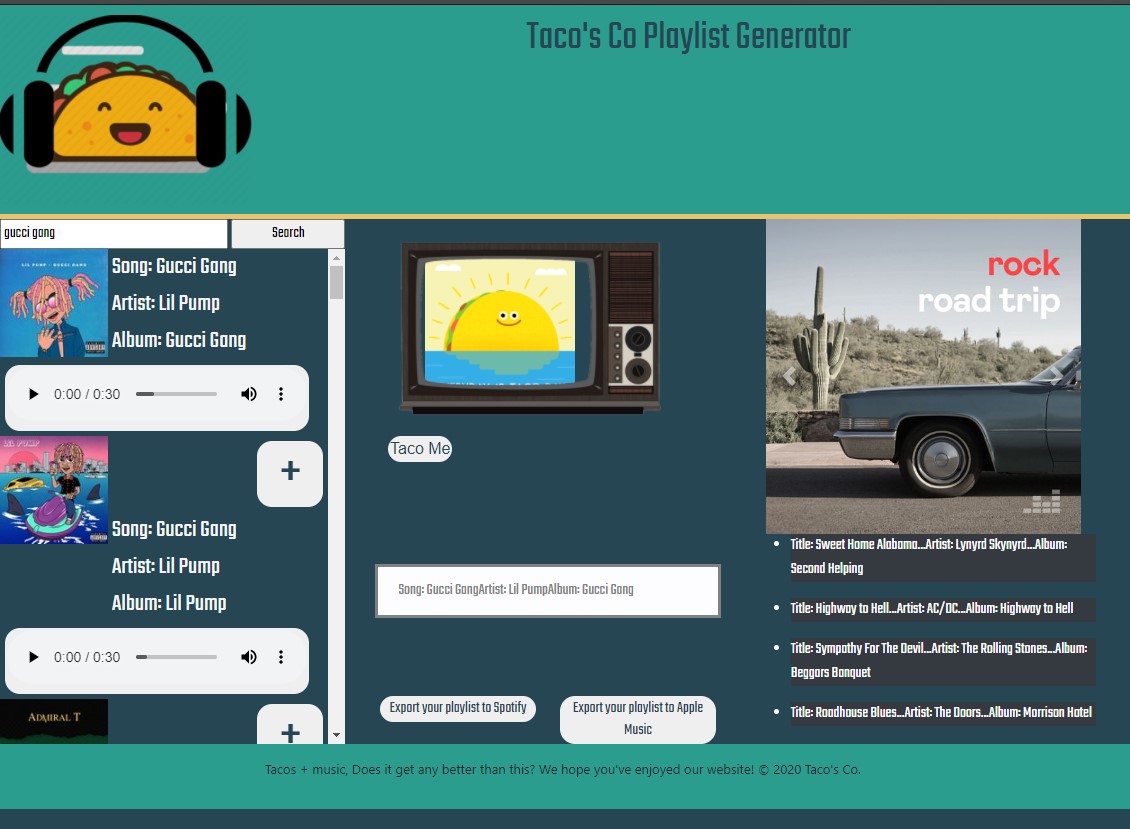 Taco's Co Playlist Generator
gucci gang
Search
LIL PUMP - GUCCI GANG
Song: Gucci Gang
Artist: Lil Pump
Album: Gucci Gang
0:00 / 0:30
LIL PUMP
+
Song: Gucci Gang
Artist: Lil Pump
Album: Lil Pump
0:00 / 0:30
ADMIRAL T
+
Taco Me
Song: Gucci GangArtist: Lil PumpAlbum: Gucci Gang
Export your playlist to Spotify
Export your playlist to Apple
Music
rock
road trip
Title: Sweet Home Alabama...Artist: Lynyrd Skynyrd...Album:
Second Helping
Title: Highway to Hell...Artist: AC/DC...Album: Highway to Hell
Title: Sympathy For The Devil...Artist: The Rolling Stones...Album:
Beggars Banquet
Title: Roadhouse Blues...Artist: The Doors...Album: Morrison Hotel
Tacos + music, Does it get any better than this? We hope you've enjoyed our website! © 2020 Taco's Co.